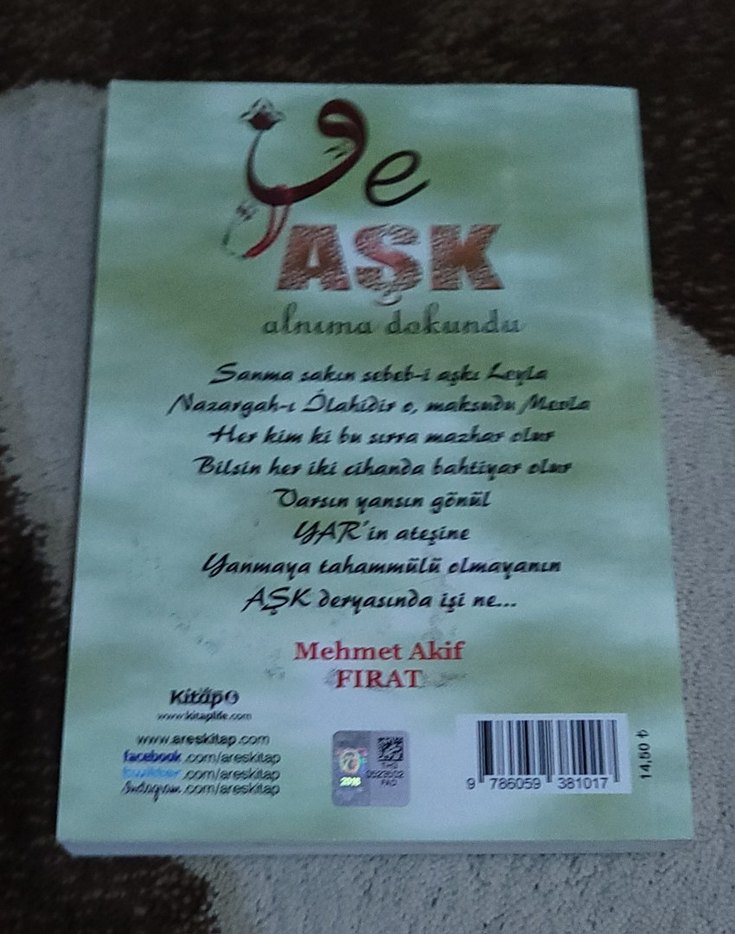 Ve
AŞK
alnıma dokundu
Sanma sakın sebeb-i aşkı Leyla
Nazargah-ı İlahidir o, maksudu Mevla
Her kim ki bu sırra mazhar olur
Bilsin her iki cihanda bahtiyar olur
Varsın yansın gönül
YAR'in ateşine
Yanmaya tahammülü olmayanın
AŞK deryasında işi ne...
Mehmet Akif
FIRAT
Kitap
www.kitaplife.com
www.areskitap.com
facebook.com/areskitap
twitter.com/areskitap
Instagram.com/areskitap
2016
9 786059 381017
14,50 ₺